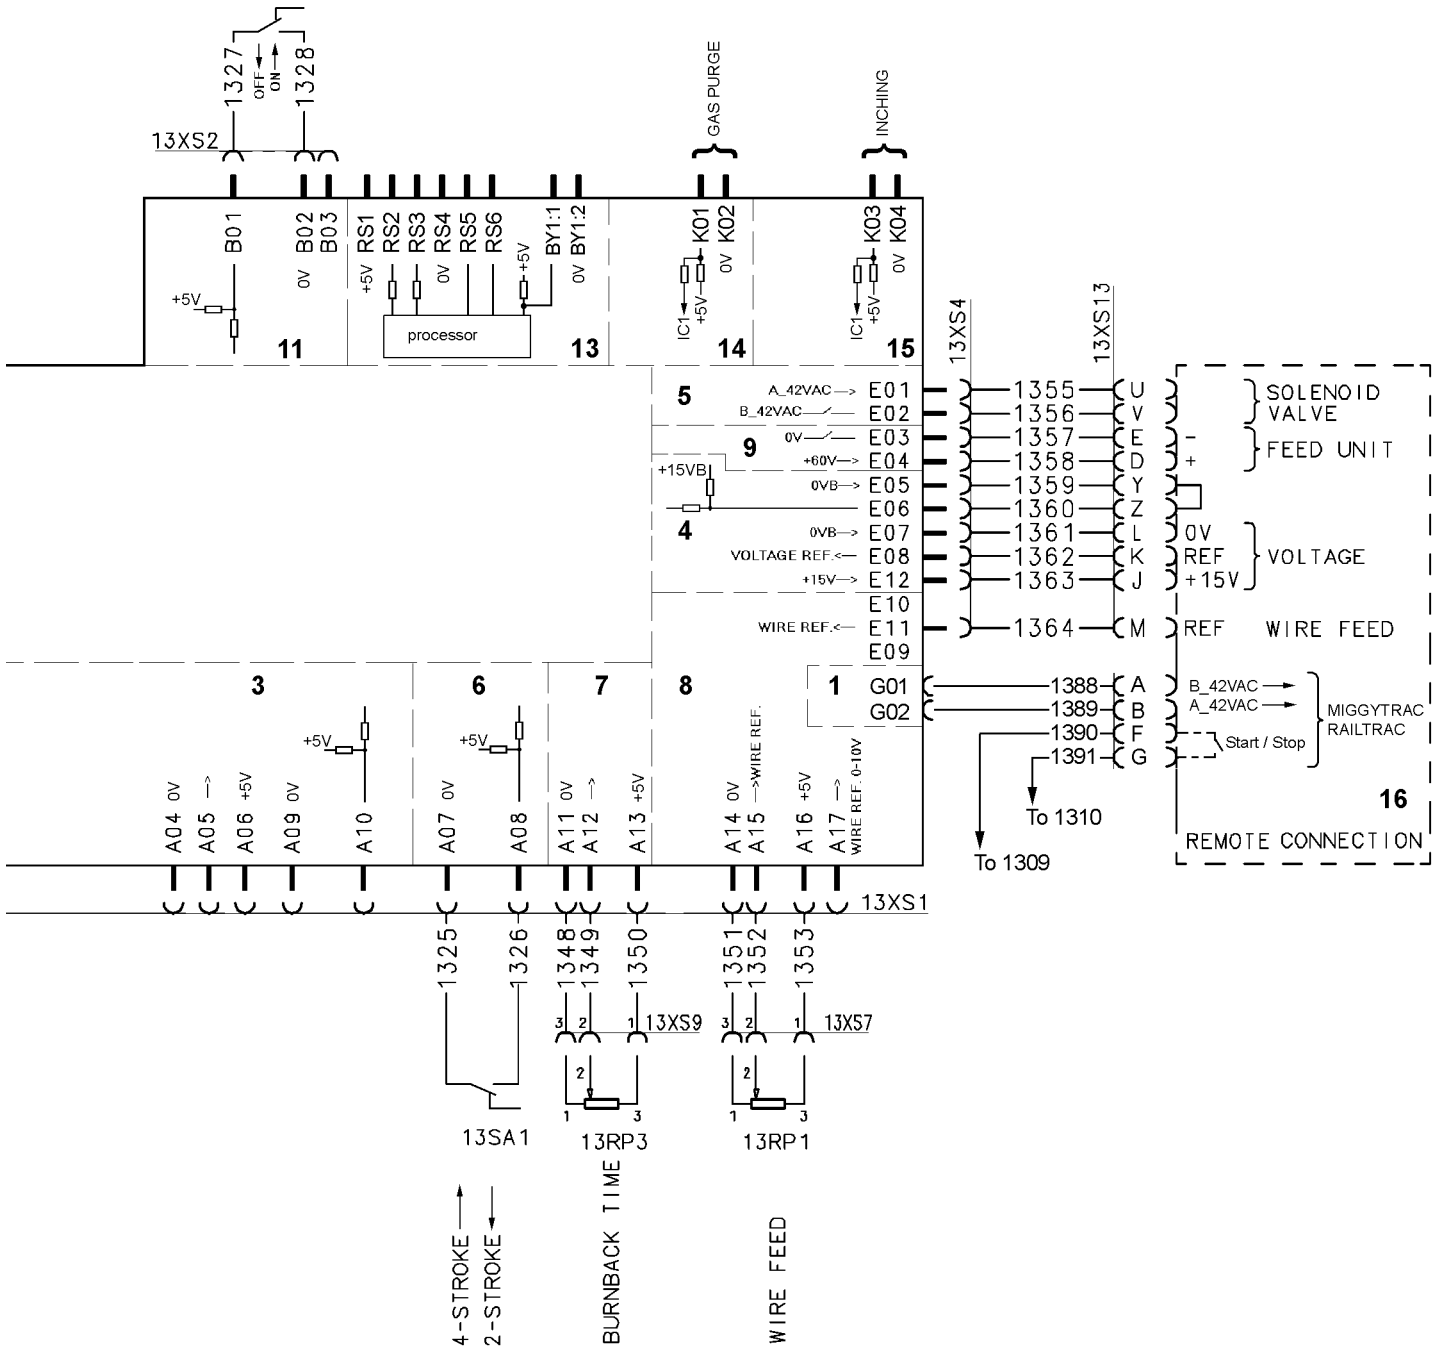 1327
OFF
ON
1328
13XS2
GAS PURGE
INCHING
B01
0V B02
B03
+5V RS1
RS2
RS3
0V RS4
RS5
RS6
+5V
BY1:1
0V BY1:2
K01
0V K02
K03
0V K04
+5V
processor
IC1
+5V
IC1
+5V
11
13
14
15
13XS4
13XS13
5
A_42VAC E01 1355 U
SOLENOID
VALVE
B_42VAC E02 1356 V
9
0V E03 1357 E -
FEED UNIT
+60V E04 1358 D +
+15VB
0VB E05 1359 Y
E06 1360 Z
4
0VB E07 1361 L 0V
VOLTAGE REF. E08 1362 K REF VOLTAGE
+15V E12 1363 J +15V
E10
WIRE REF. E11 1364 M REF WIRE FEED
E09
3
6
7
8
1
G01 1388 A B_42VAC
G02 1389 B A_42VAC
MIGGYTRAC
RAILTRAC
1390 F
Start / Stop
1391 G
16
To 1310
To 1309
REMOTE CONNECTION
+5V
+5V
A04 0V
A05
A06 +5V
A09 0V
A10
A07 0V
A08
A11 0V
A12
A13 +5V
A14 0V
A15 WIRE REF.
A16 +5V
A17
WIRE REF. 0-10V
13XS1
1325
1326
1348
1349
1350
1351
1352
1353
3 2 1 13XS9
3 2 1 13XS7
2
1 3
2
1 3
13SA1
13RP3
13RP1
4-STROKE
2-STROKE
BURNBACK TIME
WIRE FEED